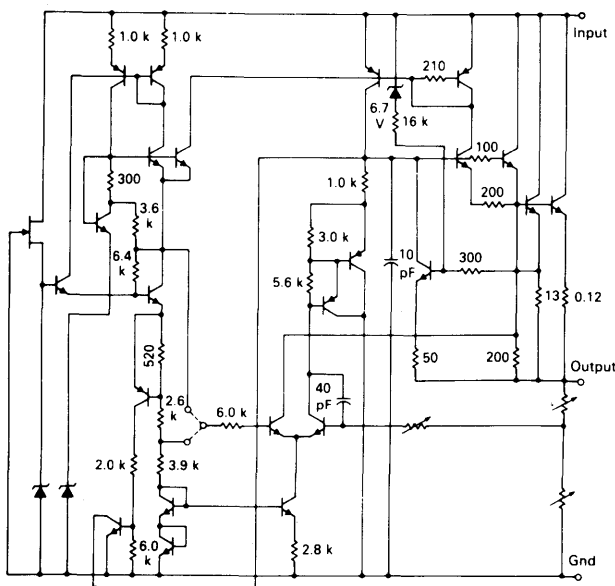 1.0 k 1.0 k
Input
210
6.7
V
16 k
100
300
1.0 k
200
3.6
k
3.0 k
10
pF
6.4
k
5.6 k
300
13
0.12
520
50
200
Output
2.6
k
40
pF
6.0 k
2.0 k
3.9 k
6.0
k
2.8 k
Gnd